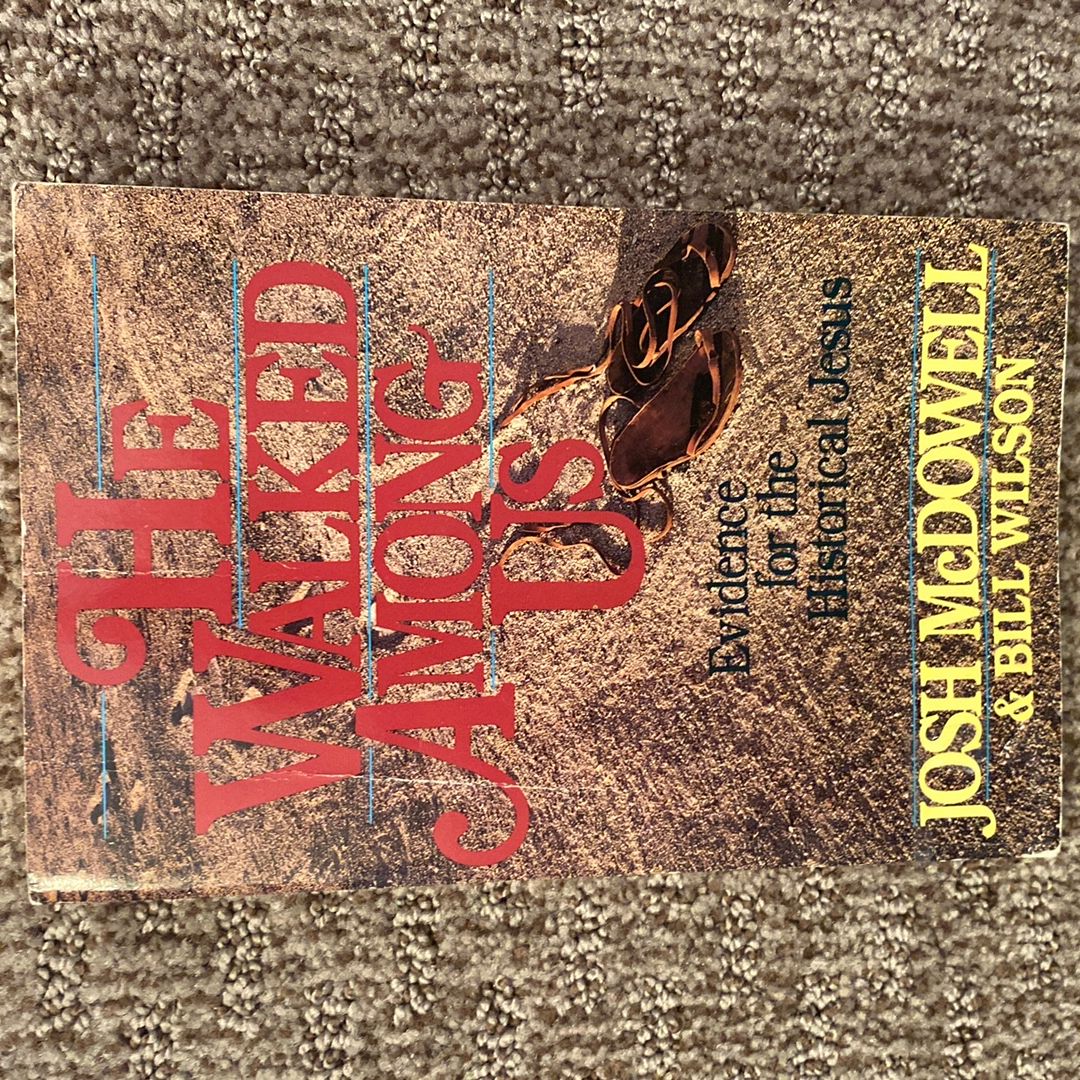 HE
WALKED
AMONG
US
Evidence
for the
Historical Jesus
JOSH McDOWELL
& BILL WILSON